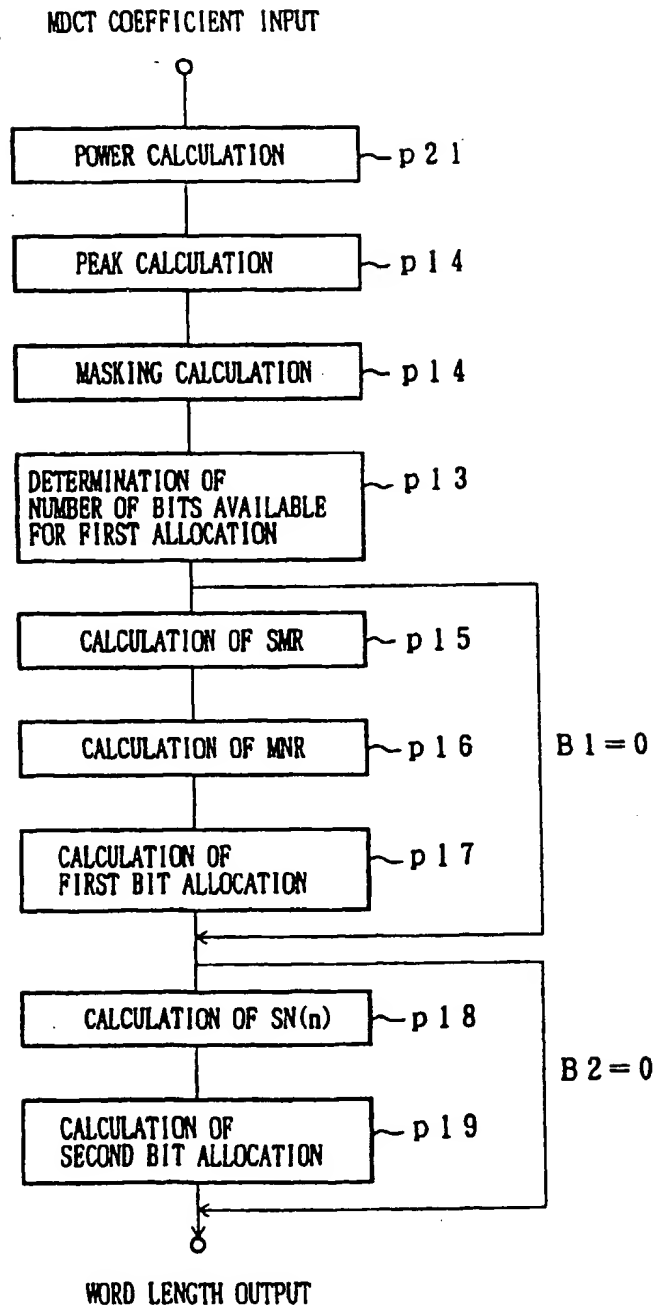 MDCT COEFFICIENT INPUT
POWER CALCULATION
p21
PEAK CALCULATION
p14
MASKING CALCULATION
p14
DETERMINATION OF
NUMBER OF BITS AVAILABLE
FOR FIRST ALLOCATION
p13
CALCULATION OF SMR
p15
CALCULATION OF MNR
p16
B1=0
CALCULATION OF
FIRST BIT ALLOCATION
p17
CALCULATION OF SN(n)
p18
B2=0
CALCULATION OF
SECOND BIT ALLOCATION
p19
WORD LENGTH OUTPUT